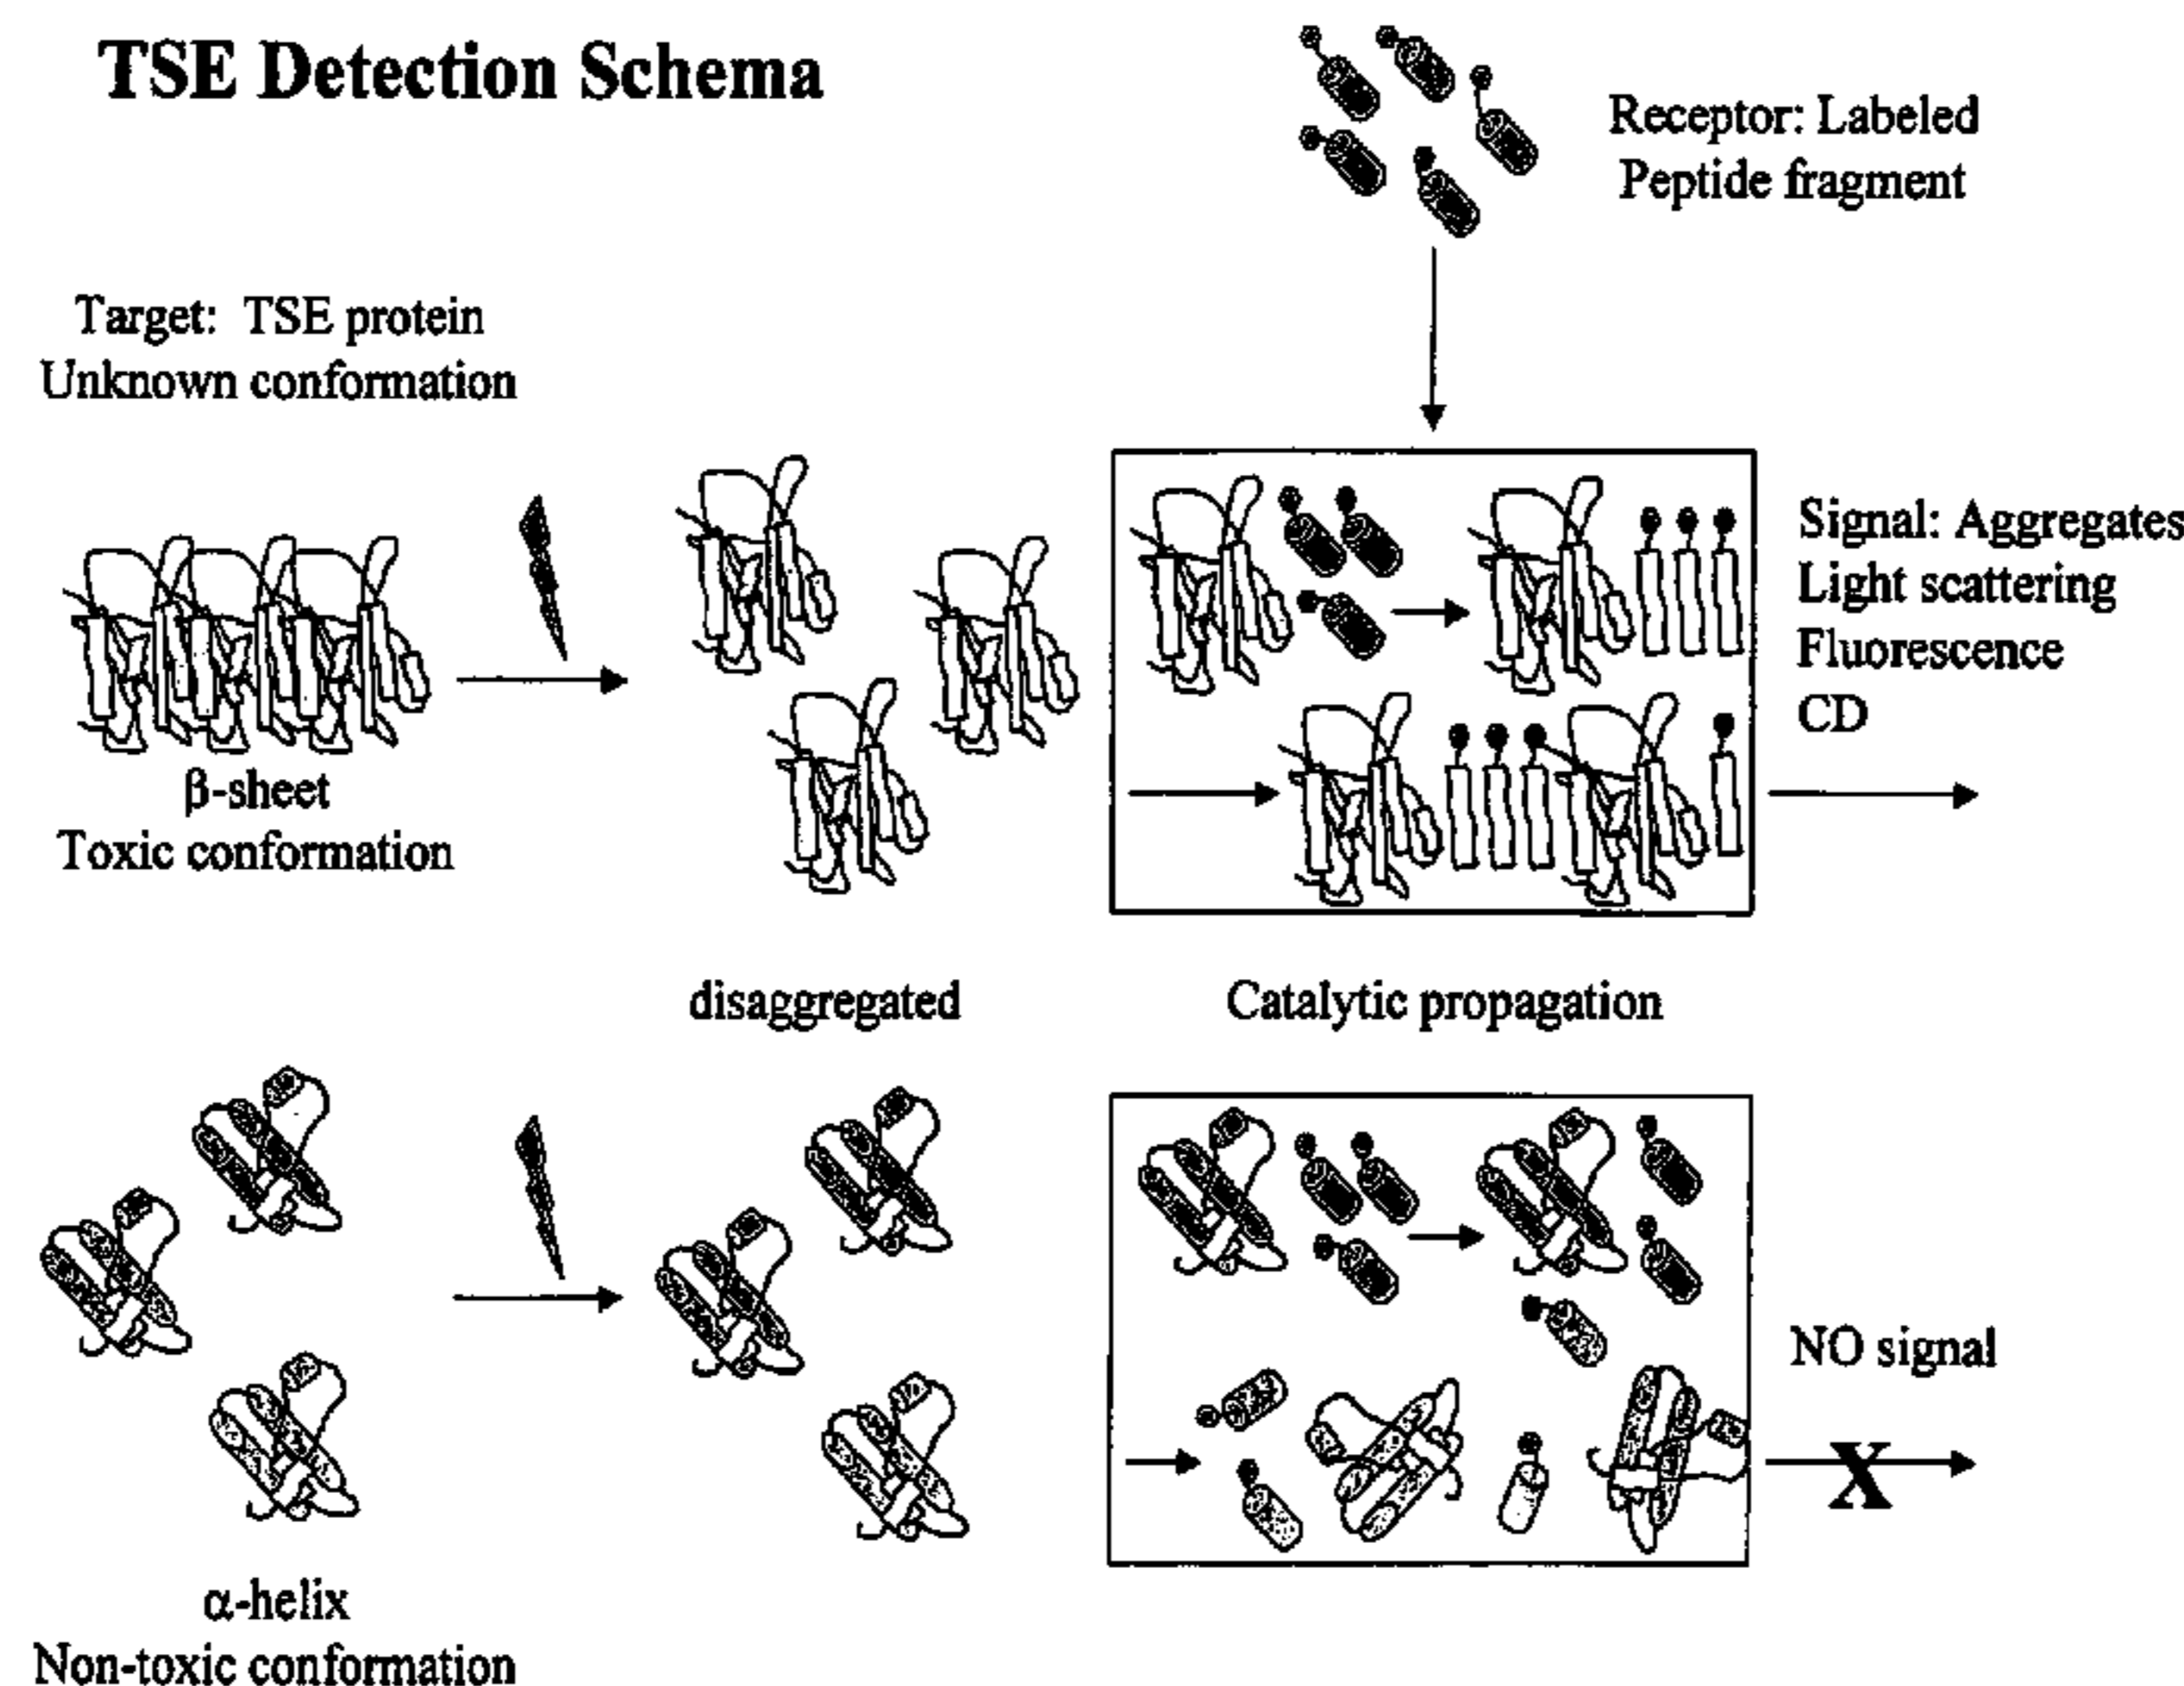 TSE Detection Schema
Receptor: Labeled
Peptide fragment
Target: TSE protein
Unknown conformation
Signal: Aggregates
Light scattering
Fluorescence
CD
β-sheet
Toxic conformation
disaggregated
Catalytic propagation
NO signal
X
α-helix
Non-toxic conformation